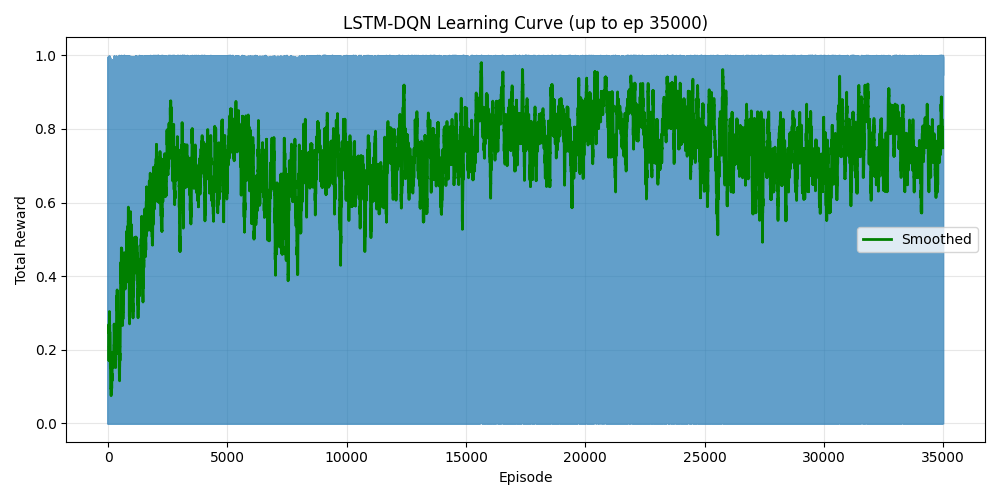 LSTM-DQN Learning Curve (up to ep 35000)
1.0
0.8
0.6
0.4
0.2
0.0
Total Reward
Smoothed
0 5000 10000 15000 20000 25000 30000 35000
Episode